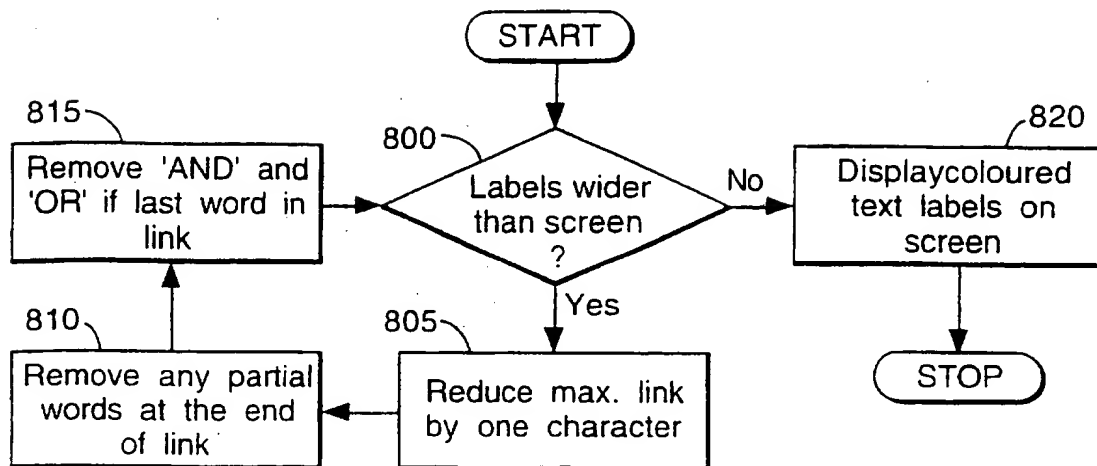 START
815
Remove 'AND' and
'OR' if last word in
link
800
Labels wider
than screen
?
No
820
Displaycoloured
text labels on
screen
Yes
810
Remove any partial
words at the end
of link
805
Reduce max. link
by one character
STOP